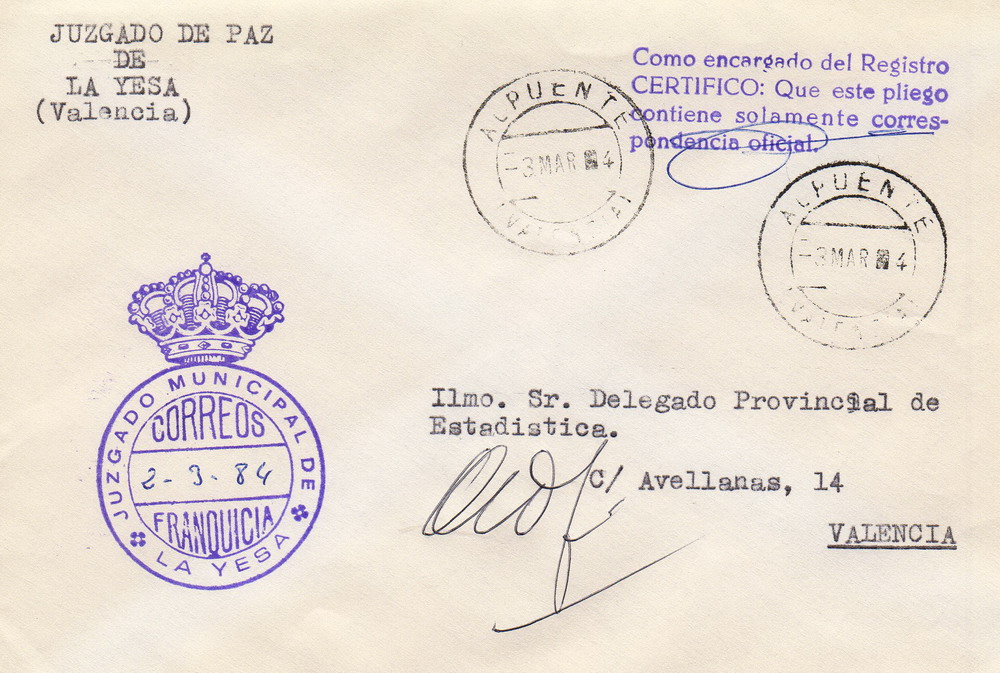 JUZGADO DE PAZ
DE
LA YESA
(Valencia)
Como encargado del Registro
CERTIFICO: Que este pliego
contiene solamente corres-
pondencia oficial.
ALPUENTE
-3 MAR 84
(VALENCIA)
ALPUENTE
-3 MAR 84
(VALENCIA)
JUZGADO MUNICIPAL DE
CORREOS
2-3-84
FRANQUICIA
LA YESA
Ilmo. Sr. Delegado Provincial de
Estadistica.
C/ Avellanas, 14
VALENCIA